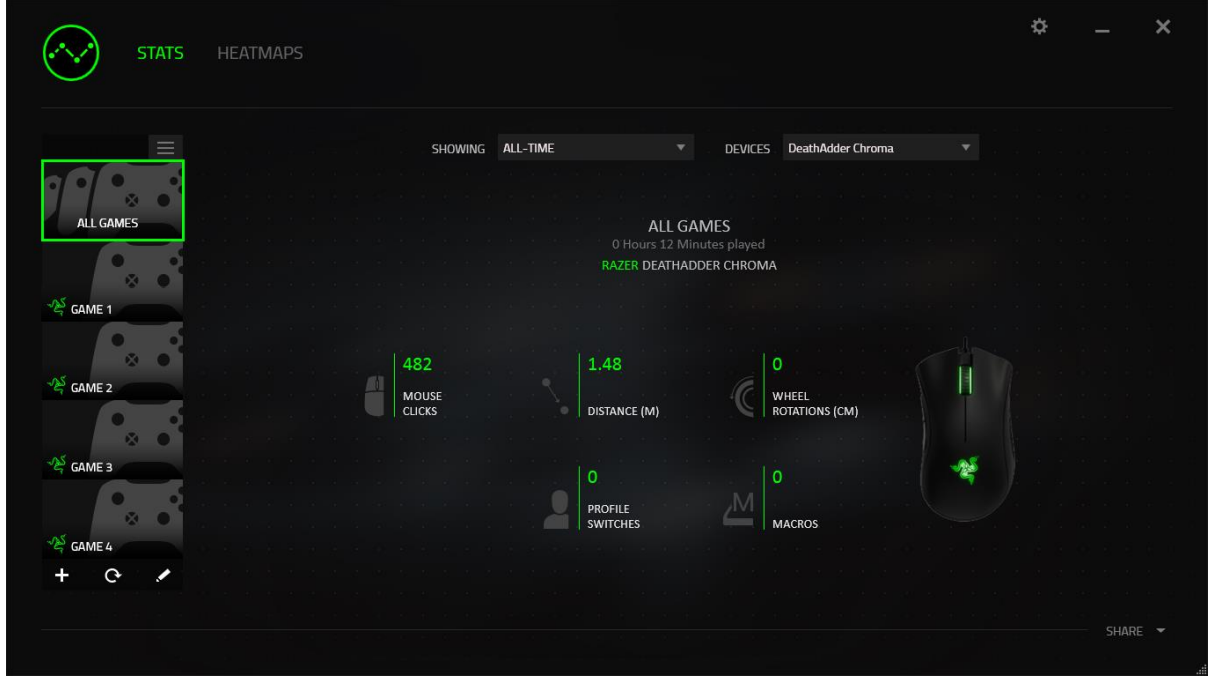 STATS HEATMAPS
SHOWING ALL-TIME DEVICES DeathAdder Chroma
ALL GAMES
GAME 1
GAME 2
GAME 3
GAME 4
ALL GAMES
0 Hours 12 Minutes played
RAZER DEATHADDER CHROMA
482
MOUSE
CLICKS
1.48
DISTANCE (M)
0
WHEEL
ROTATIONS (CM)
0
PROFILE
SWITCHES
0
MACROS
SHARE